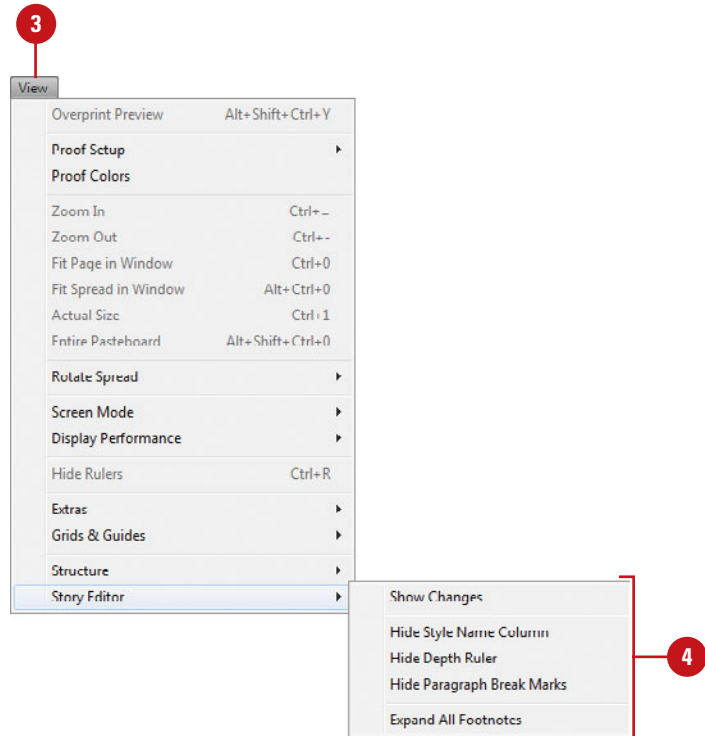 3
View
Overprint Preview Alt+Shift+Ctrl+Y
Proof Setup
Proof Colors
Zoom In Ctrl+=
Zoom Out Ctrl+-
Fit Page in Window Ctrl+0
Fit Spread in Window Alt+Ctrl+0
Actual Size Ctrl+1
Entire Pasteboard Alt+Shift+Ctrl+0
Rotate Spread
Screen Mode
Display Performance
Hide Rulers Ctrl+R
Extras
Grids & Guides
Structure
Story Editor
Show Changes
Hide Style Name Column
Hide Depth Ruler
4
Hide Paragraph Break Marks
Expand All Footnotes